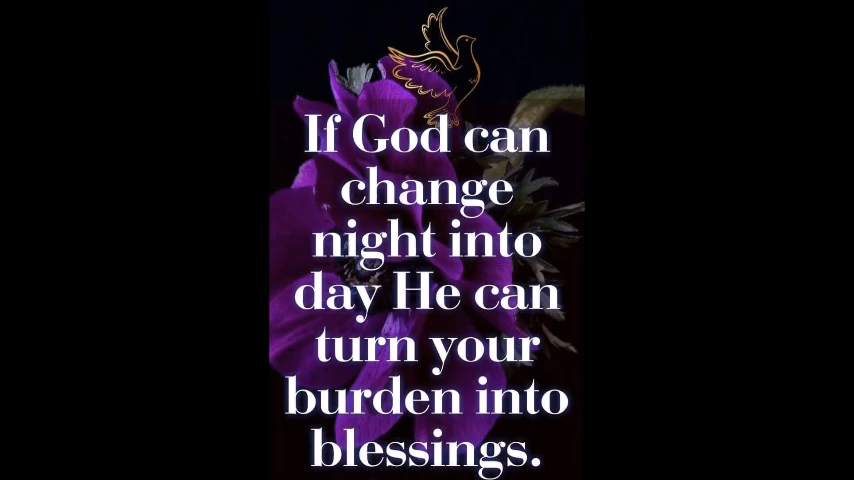 If God can
change
night into
day He can
turn your
burden into
blessings.